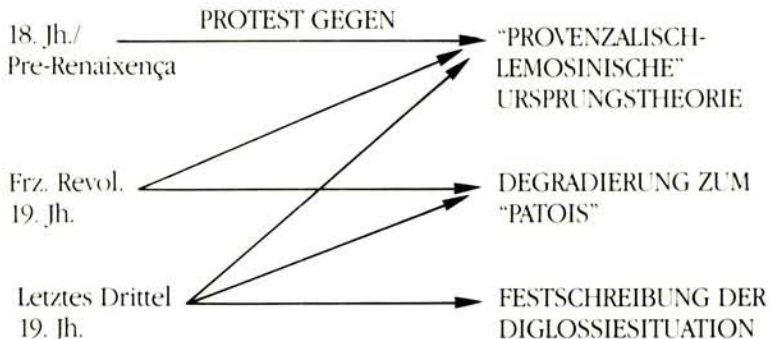 PROTEST GEGEN
18. Jh./
Pre-Renaixença
"PROVENZALISCH-
LEMOSINISCHE"
URSPRUNGSTHEORIE
Frz. Revol.
19. Jh.
DEGRADIERUNG ZUM
"PATOIS"
Letztes Drittel
19. Jh.
FESTSCHREIBUNG DER
DIGLOSSIESITUATION